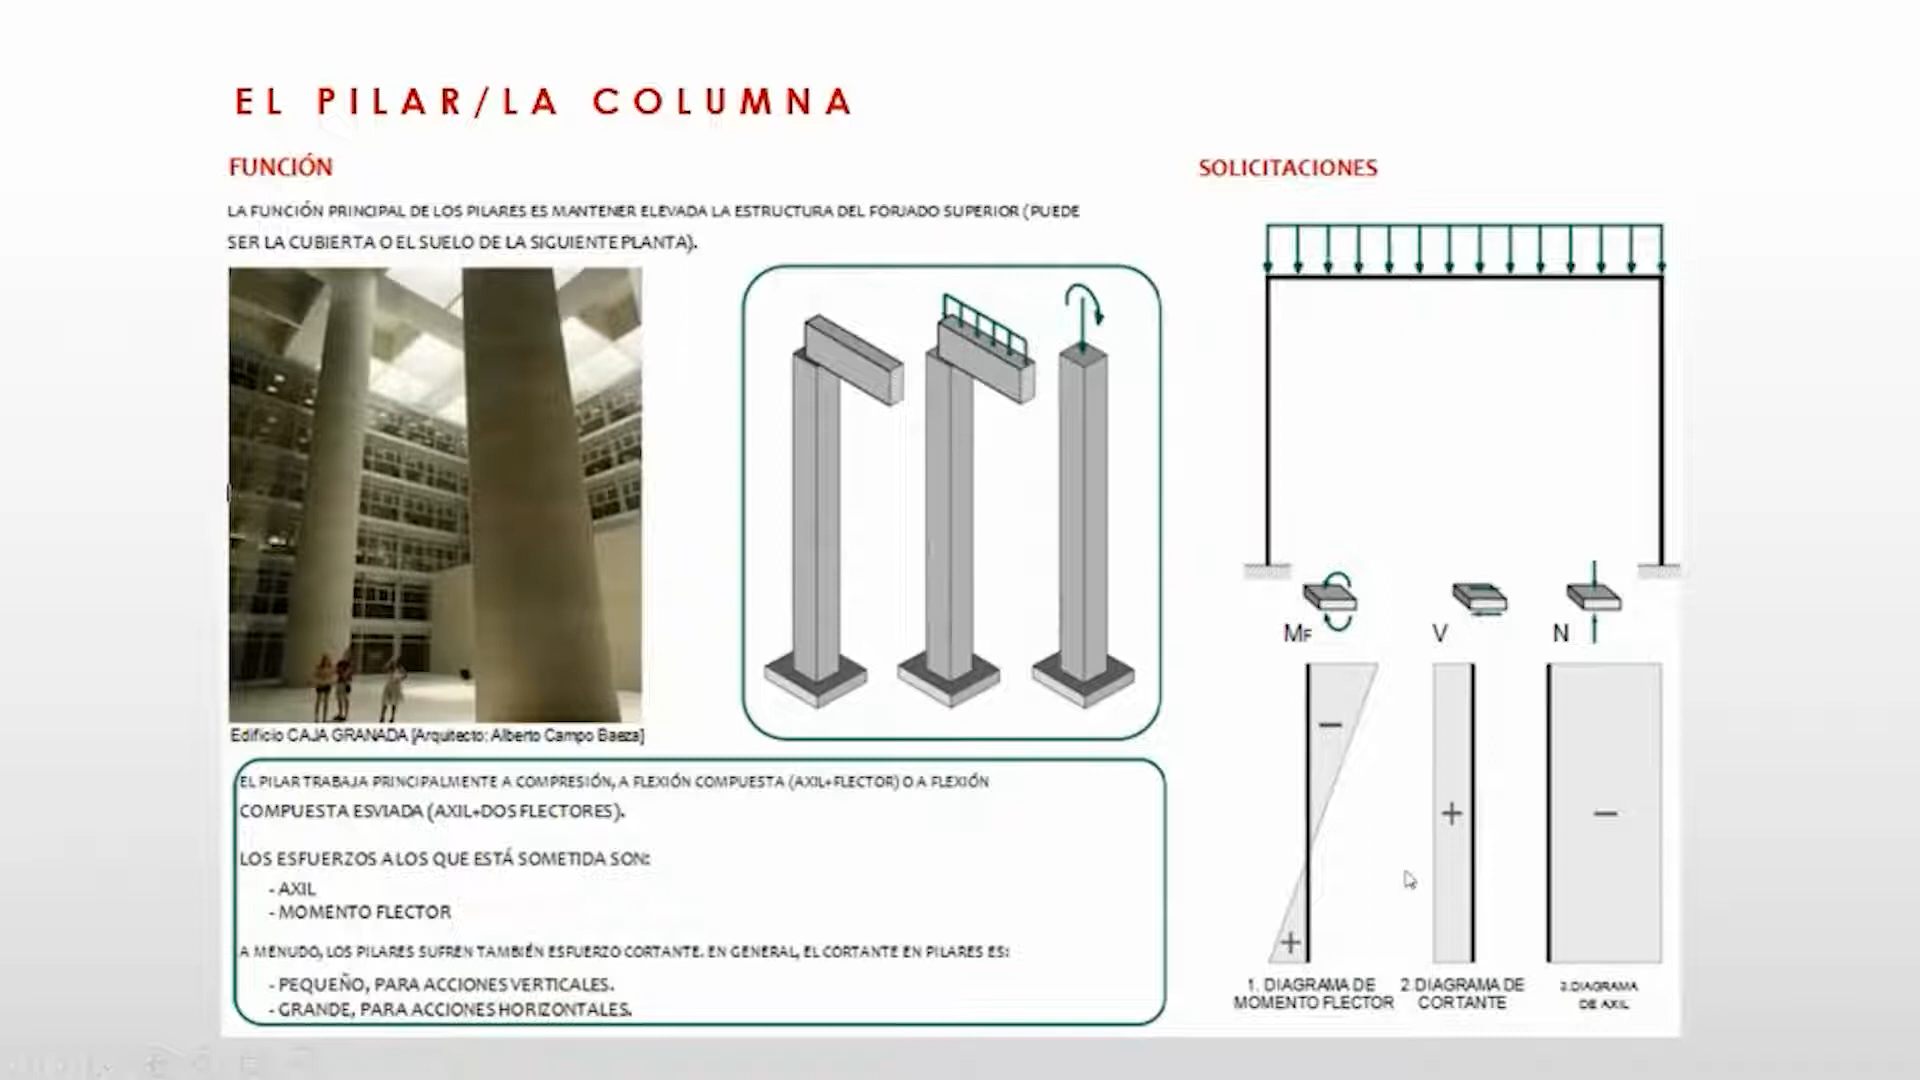 EL PILAR/LA COLUMNA
FUNCIÓN
LA FUNCIÓN PRINCIPAL DE LOS PILARES ES MANTENER ELEVADA LA ESTRUCTURA DEL FORJADO SUPERIOR (PUEDE
SER LA CUBIERTA O EL SUELO DE LA SIGUIENTE PLANTA).
Edificio CAJA GRANADA [Arquitecto: Alberto Campo Baeza]
EL PILAR TRABAJA PRINCIPALMENTE A COMPRESIÓN, A FLEXIÓN COMPUESTA (AXIL+FLECTOR) O A FLEXIÓN
COMPUESTA ESVIADA (AXIL+DOS FLECTORES).
LOS ESFUERZOS A LOS QUE ESTÁ SOMETIDA SON:
- AXIL
- MOMENTO FLECTOR
A MENUDO, LOS PILARES SUFREN TAMBIÉN ESFUERZO CORTANTE. EN GENERAL, EL CORTANTE EN PILARES ES:
- PEQUEÑO, PARA ACCIONES VERTICALES.
- GRANDE, PARA ACCIONES HORIZONTALES.
SOLICITACIONES
MF
V
N
−
+
+
−
1. DIAGRAMA DE
MOMENTO FLECTOR
2.DIAGRAMA DE
CORTANTE
3.DIAGRAMA
DE AXIL